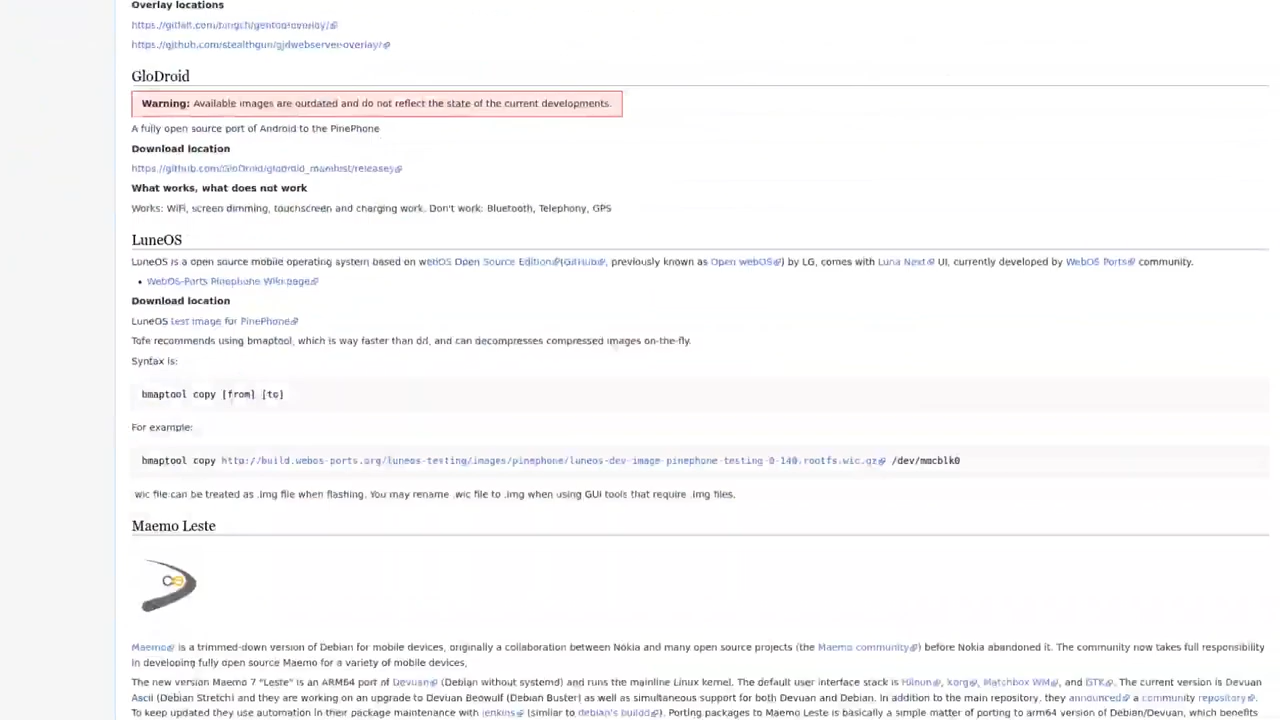 Overlay locations
https://github.com/stealthgun/gjdwebserver-overlay/
GloDroid
Warning: Available images are outdated and do not reflect the state of the current developments.
A fully open source port of Android to the PinePhone
Download location
https://github.com/GloDroid/glodroid_manifest/releases
What works, what does not work
Works: WiFi, screen dimming, touchscreen and charging work. Don't work: Bluetooth, Telephony, GPS
LuneOS
LuneOS is a open source mobile operating system based on webOS Open Source Edition(GitHub, previously known as Open webOS) by LG, comes with Luna Next UI, currently developed by WebOS Ports community.
• WebOS-Ports Pinephone Wiki page
Download location
LuneOS test image for PinePhone
Tofe recommends using bmaptool, which is way faster than dd, and can decompresses compressed images on-the-fly.
Syntax is:
bmaptool copy [from] [to]
For example:
bmaptool copy http://build.webos-ports.org/luneos-testing/images/pinephone/luneos-dev-image-pinephone-testing-0-140.rootfs.wic.gz /dev/mmcblk0
.wic file can be treated as .img file when flashing. You may rename .wic file to .img when using GUI tools that require .img files.
Maemo Leste
Maemo is a trimmed-down version of Debian for mobile devices, originally a collaboration between Nokia and many open source projects (the Maemo community) before Nokia abandoned it. The community now takes full responsibility
in developing fully open source Maemo for a variety of mobile devices,
The new version Maemo 7 "Leste" is an ARM64 port of Devuan (Debian without systemd) and runs the mainline Linux kernel. The default user interface stack is Hildon, Xorg, Matchbox WM, and GTK. The current version is Devuan
Ascii (Debian Stretch) and they are working on an upgrade to Devuan Beowulf (Debian Buster) as well as simultaneous support for both Devuan and Debian. In addition to the main repository, they announced a community repository.
To keep updated they use automation in their package maintenance with jenkins (similar to debian's buildd). Porting packages to Maemo Leste is basically a simple matter of porting to arm64 version of Debian/Devuan, which benefits